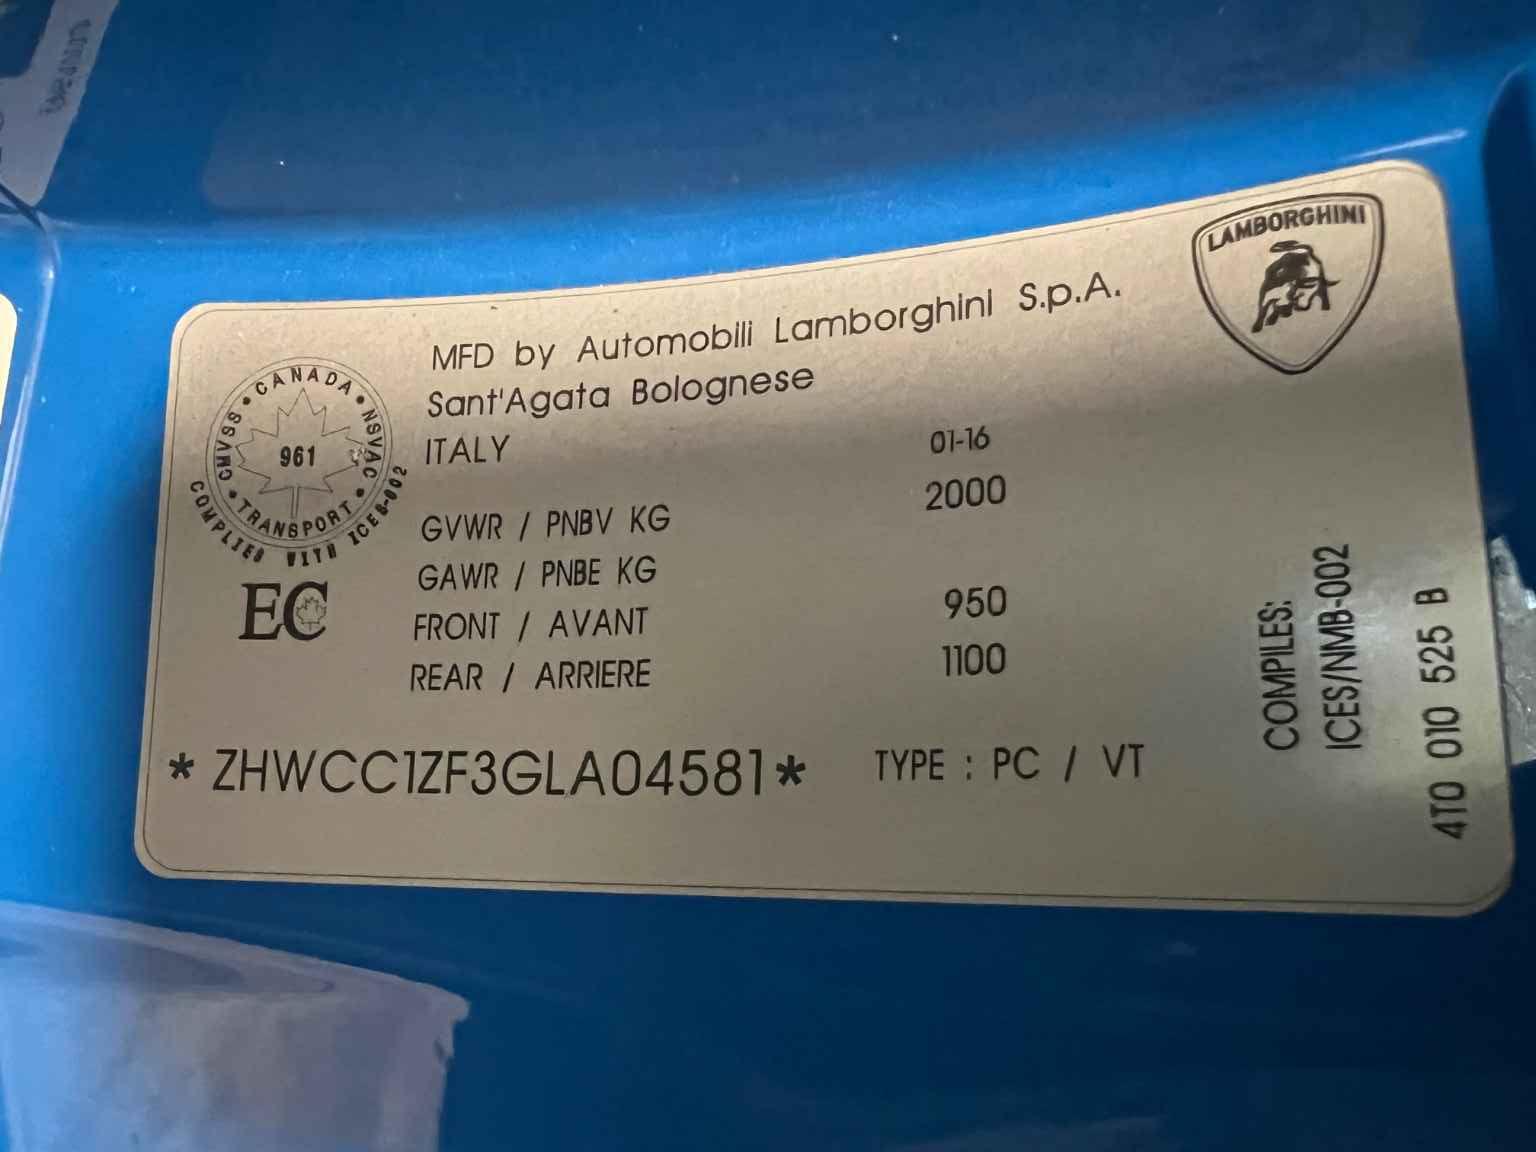 LAMBORGHINI
MFD by Automobili Lamborghini S.p.A.
Sant'Agata Bolognese
ITALY
01-16
CANADA • NSVAC • TRANSPORT • CMVSS •
961
COMPLIES WITH ICES-002
GVWR / PNBV KG 2000
GAWR / PNBE KG
FRONT / AVANT 950
REAR / ARRIERE 1100
EC
* ZHWCC1ZF3GLA04581 * TYPE : PC / VT
COMPILES:
ICES/NMB-002
4T0 010 525 B